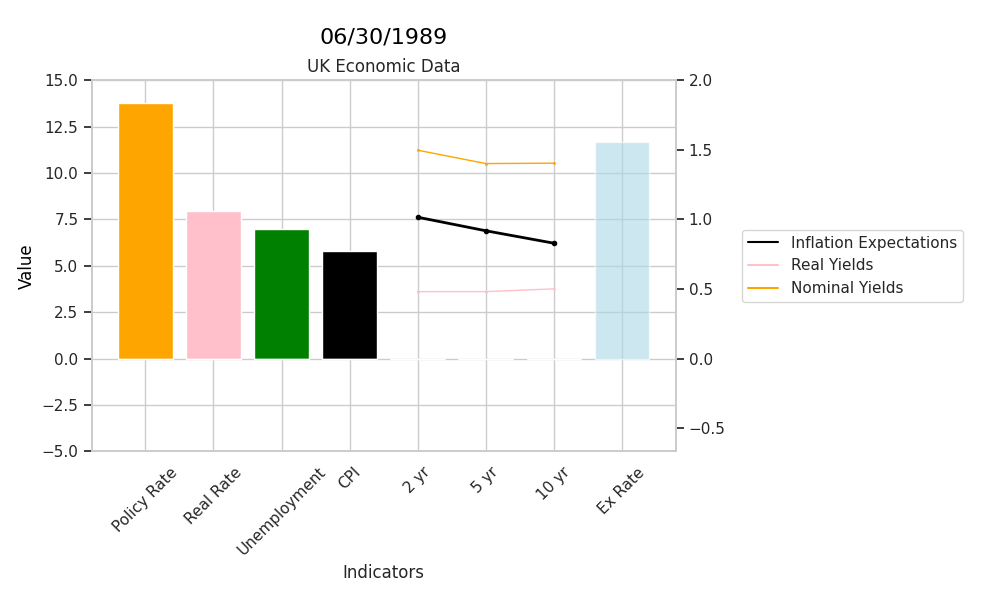 06/30/1989
UK Economic Data
15.0
12.5
10.0
7.5
5.0
2.5
0.0
−2.5
−5.0
Value
2.0
1.5
1.0
0.5
0.0
−0.5
Inflation Expectations
Real Yields
Nominal Yields
Policy Rate
Real Rate
Unemployment
CPI
2 yr
5 yr
10 yr
Ex Rate
Indicators